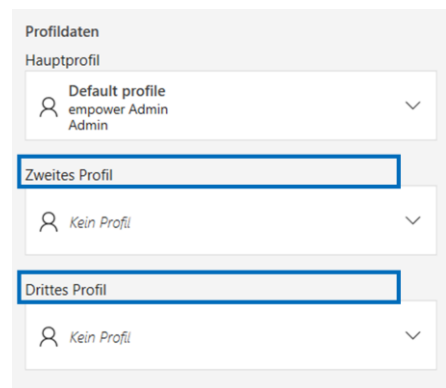 Profildaten
Hauptprofil
Default profile
empower Admin
Admin
Zweites Profil
Kein Profil
Drittes Profil
Kein Profil